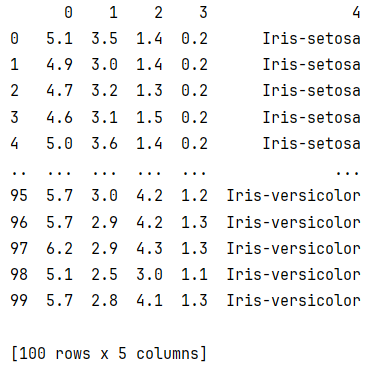 0 1 2 3 4
0 5.1 3.5 1.4 0.2 Iris-setosa
1 4.9 3.0 1.4 0.2 Iris-setosa
2 4.7 3.2 1.3 0.2 Iris-setosa
3 4.6 3.1 1.5 0.2 Iris-setosa
4 5.0 3.6 1.4 0.2 Iris-setosa
.. ... ... ... ... ...
95 5.7 3.0 4.2 1.2 Iris-versicolor
96 5.7 2.9 4.2 1.3 Iris-versicolor
97 6.2 2.9 4.3 1.3 Iris-versicolor
98 5.1 2.5 3.0 1.1 Iris-versicolor
99 5.7 2.8 4.1 1.3 Iris-versicolor
[100 rows x 5 columns]